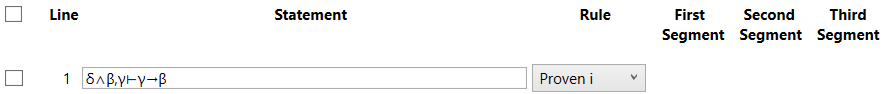 Line Statement Rule First Segment Second Segment Third Segment
1 δ∧β,γ⊢γ→β Proven i